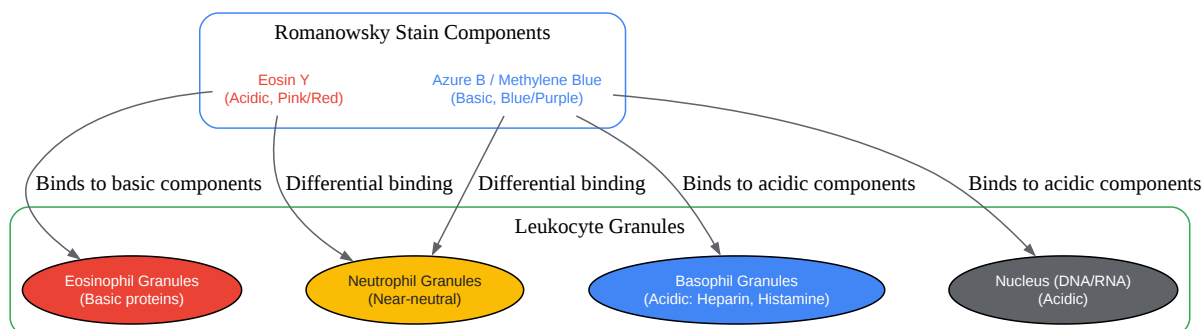 Romanowsky Stain Components
Eosin Y
(Acidic, Pink/Red)
Azure B / Methylene Blue
(Basic, Blue/Purple)
Binds to basic components
Differential binding
Differential binding
Binds to acidic components
Binds to acidic components
Leukocyte Granules
Eosinophil Granules
(Basic proteins)
Neutrophil Granules
(Near-neutral)
Basophil Granules
(Acidic: Heparin, Histamine)
Nucleus (DNA/RNA)
(Acidic)